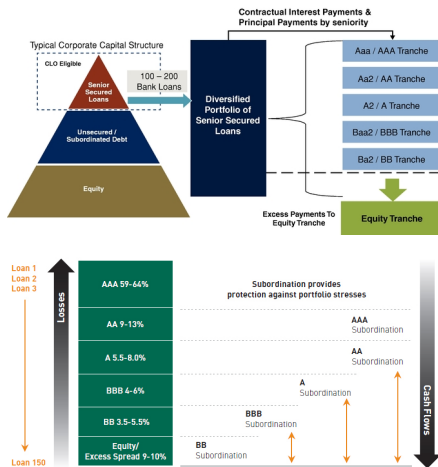 Contractual Interest Payments &
Principal Payments by seniority
Typical Corporate Capital Structure
CLO Eligible
Senior
Secured
Loans
100 – 200
Bank Loans
Unsecured /
Subordinated Debt
Equity
Diversified
Portfolio of
Senior Secured
Loans
Aaa / AAA Tranche
Aa2 / AA Tranche
A2 / A Tranche
Baa2 / BBB Tranche
Ba2 / BB Tranche
Excess Payments To
Equity Tranche
Equity Tranche
Loan 1
Loan 2
Loan 3
Loan 150
Losses
AAA 59-64%
AA 9-13%
A 5.5-8.0%
BBB 4-6%
BB 3.5-5.5%
Equity/
Excess Spread 9-10%
Subordination provides
protection against portfolio stresses
AAA
Subordination
AA
Subordination
A
Subordination
BBB
Subordination
BB
Subordination
Cash Flows